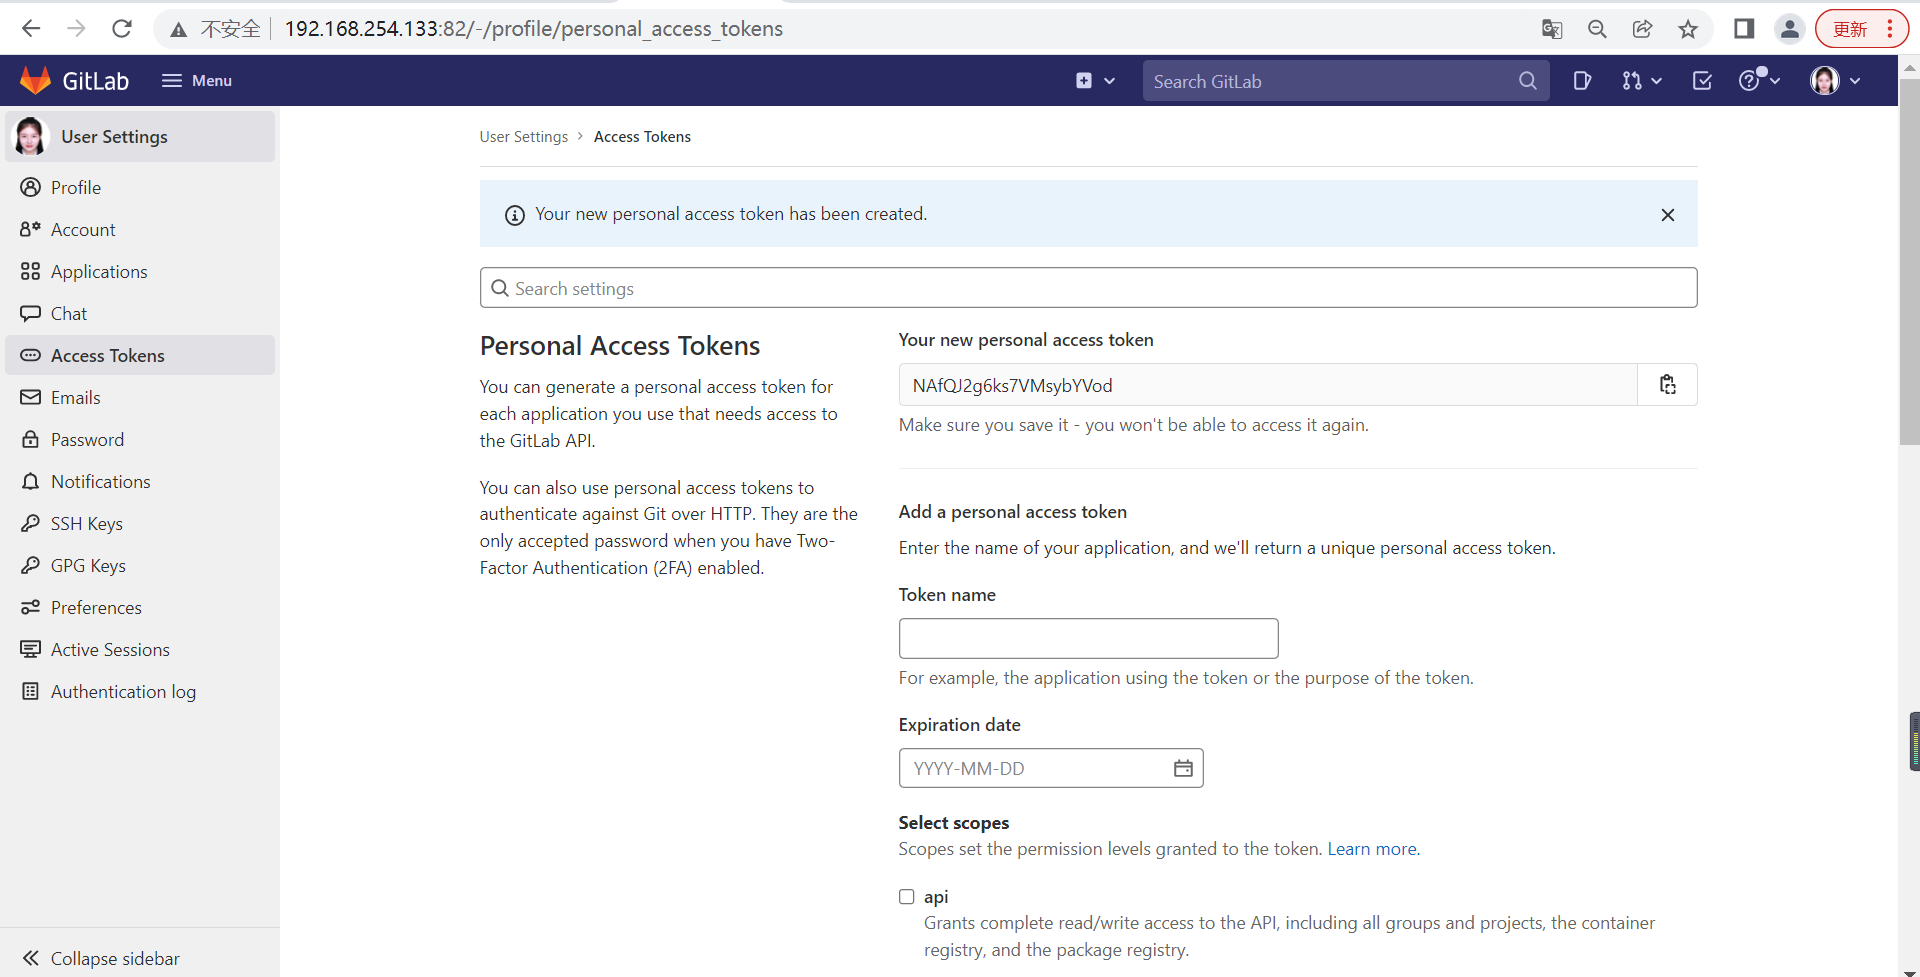 不安全 192.168.254.133:82/-/profile/personal_access_tokens 更新
GitLab Menu Search GitLab
User Settings
Profile
Account
Applications
Chat
Access Tokens
Emails
Password
Notifications
SSH Keys
GPG Keys
Preferences
Active Sessions
Authentication log
Collapse sidebar
User Settings > Access Tokens
Your new personal access token has been created.
Search settings
Personal Access Tokens
You can generate a personal access token for
each application you use that needs access to
the GitLab API.
You can also use personal access tokens to
authenticate against Git over HTTP. They are the
only accepted password when you have Two-
Factor Authentication (2FA) enabled.
Your new personal access token
NAfQJ2g6ks7VMsybYVod
Make sure you save it - you won't be able to access it again.
Add a personal access token
Enter the name of your application, and we'll return a unique personal access token.
Token name
For example, the application using the token or the purpose of the token.
Expiration date
YYYY-MM-DD
Select scopes
Scopes set the permission levels granted to the token. Learn more.
api
Grants complete read/write access to the API, including all groups and projects, the container
registry, and the package registry.